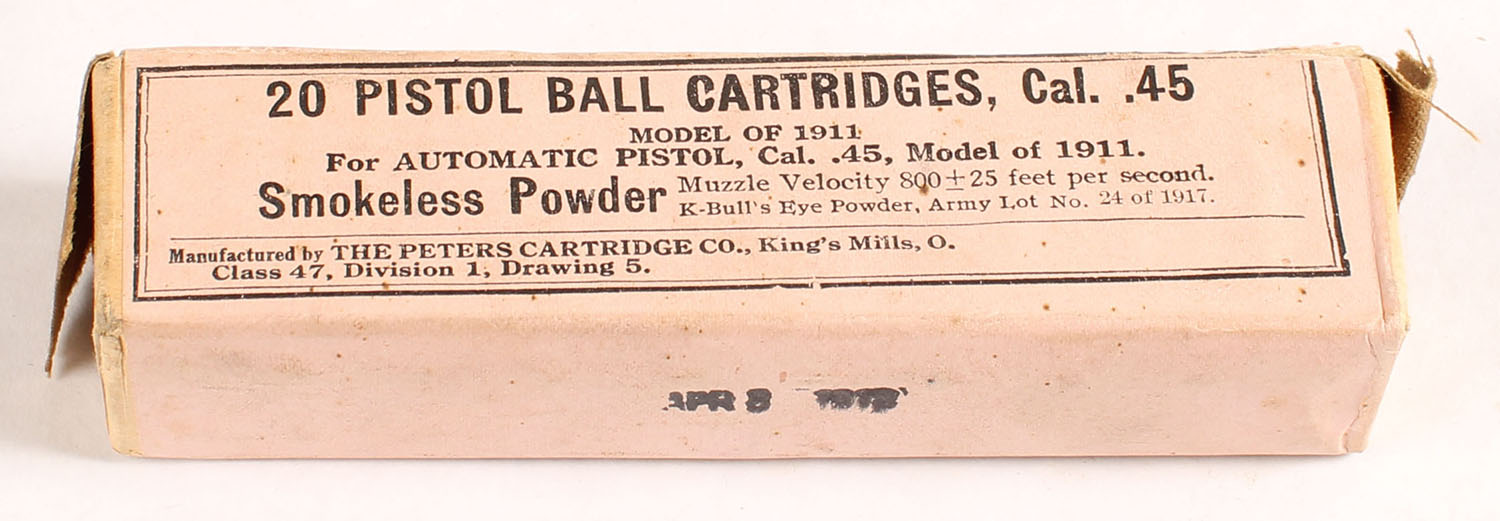 20 PISTOL BALL CARTRIDGES, Cal. .45
MODEL OF 1911
For AUTOMATIC PISTOL, Cal. .45, Model of 1911.
Smokeless Powder Muzzle Velocity 800±25 feet per second.
K-Bull's Eye Powder, Army Lot No. 24 of 1917.
Manufactured by THE PETERS CARTRIDGE CO., King's Mills, O.
Class 47, Division 1, Drawing 5.
APR 8 1918